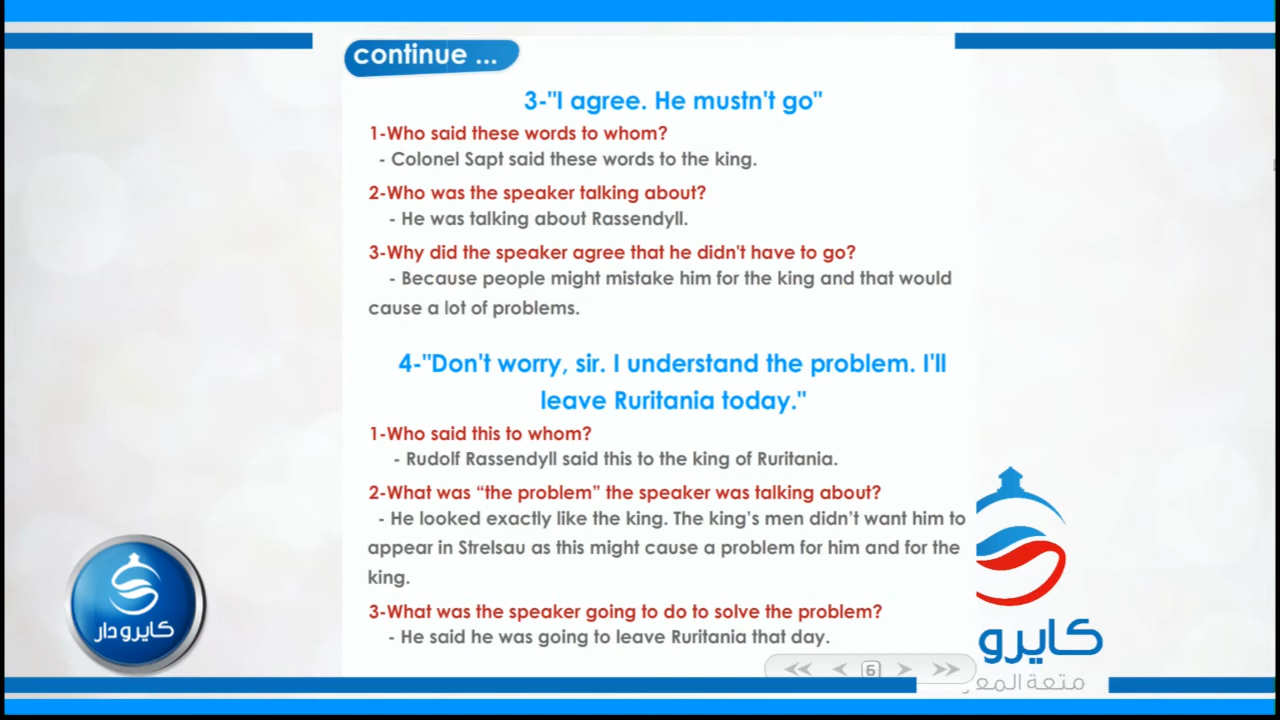 continue ...
3-"I agree. He mustn't go"
1-Who said these words to whom?
- Colonel Sapt said these words to the king.
2-Who was the speaker talking about?
- He was talking about Rassendyll.
3-Why did the speaker agree that he didn't have to go?
- Because people might mistake him for the king and that would
cause a lot of problems.
4-"Don't worry, sir. I understand the problem. I'll
leave Ruritania today."
1-Who said this to whom?
- Rudolf Rassendyll said this to the king of Ruritania.
2-What was “the problem” the speaker was talking about?
- He looked exactly like the king. The king’s men didn’t want him to
appear in Strelsau as this might cause a problem for him and for the
king.
3-What was the speaker going to do to solve the problem?
- He said he was going to leave Ruritania that day.
6
كايرو دار
كايرو
متعة